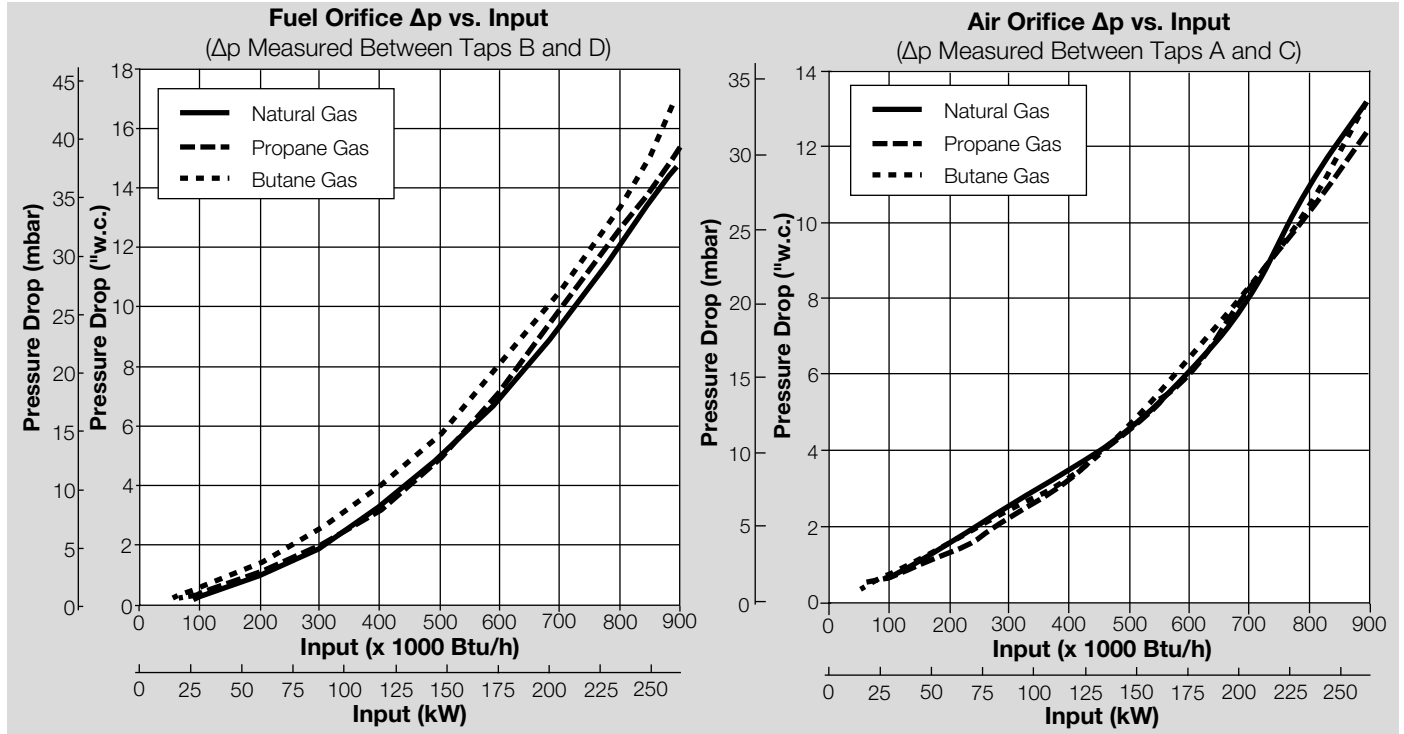 Fuel Orifice Δp vs. Input
(Δp Measured Between Taps B and D)
Pressure Drop (mbar)
45
40
35
30
25
20
15
10
5
0
Pressure Drop ("w.c.)
18
16
14
12
10
8
6
4
2
0
Natural Gas
Propane Gas
Butane Gas
0 100 200 300 400 500 600 700 800 900
Input (x 1000 Btu/h)
0 25 50 75 100 125 150 175 200 225 250
Input (kW)
Air Orifice Δp vs. Input
(Δp Measured Between Taps A and C)
Pressure Drop (mbar)
35
30
25
20
15
10
5
0
Pressure Drop ("w.c.)
14
12
10
8
6
4
2
0
Natural Gas
Propane Gas
Butane Gas
0 100 200 300 400 500 600 700 800 900
Input (x 1000 Btu/h)
0 25 50 75 100 125 150 175 200 225 250
Input (kW)